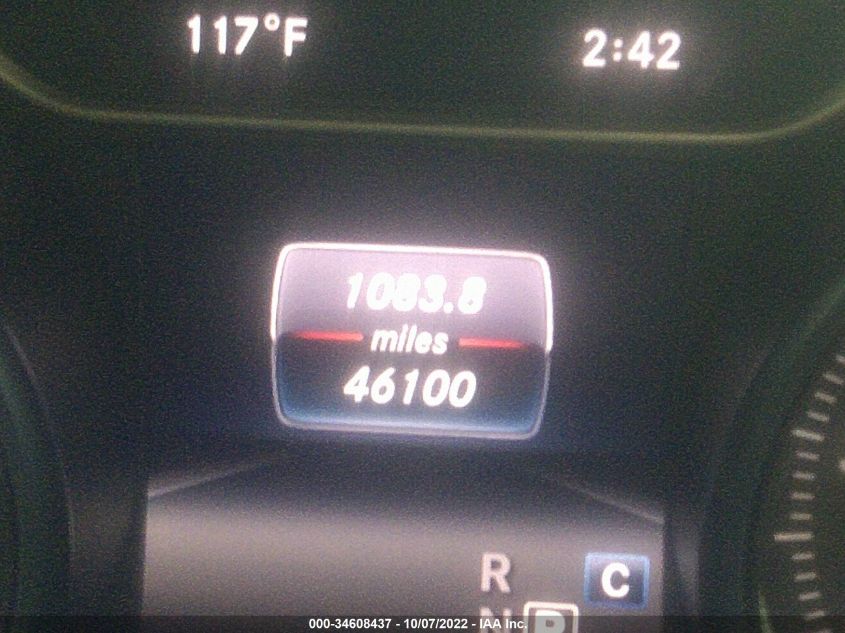 117°F 2:42
1083.8
miles
46100
R C
N P
000-34608437 - 10/07/2022 - IAA Inc.